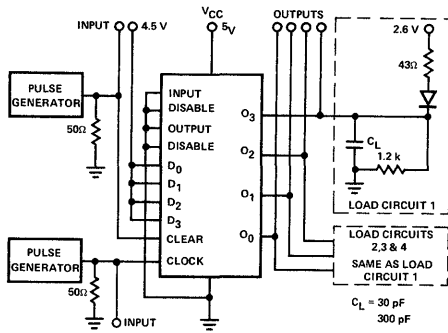 INPUT
4.5 V
VCC
5V
OUTPUTS
2.6 V
43Ω
PULSE
GENERATOR
50Ω
INPUT
DISABLE
OUTPUT
DISABLE
D0
D1
D2
D3
CLEAR
CLOCK
O3
O2
O1
O0
CL
1.2 k
LOAD CIRCUIT 1
LOAD CIRCUITS
2,3 & 4
SAME AS LOAD
CIRCUIT 1
PULSE
GENERATOR
50Ω
INPUT
CL = 30 pF
300 pF